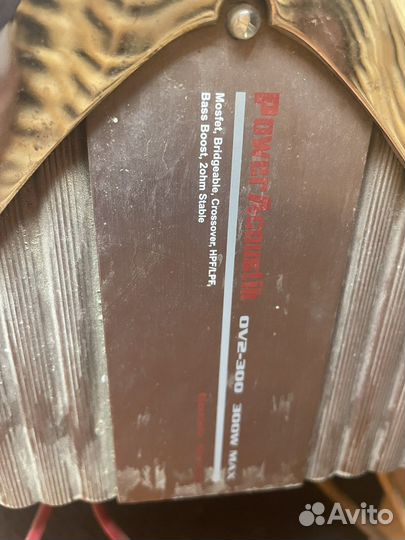 Power Acoustik OV2-300 300W MAX
Mosfet, Bridgeable, Crossover, HPF/LPF,
Bass Boost, 2ohm Stable
Avito